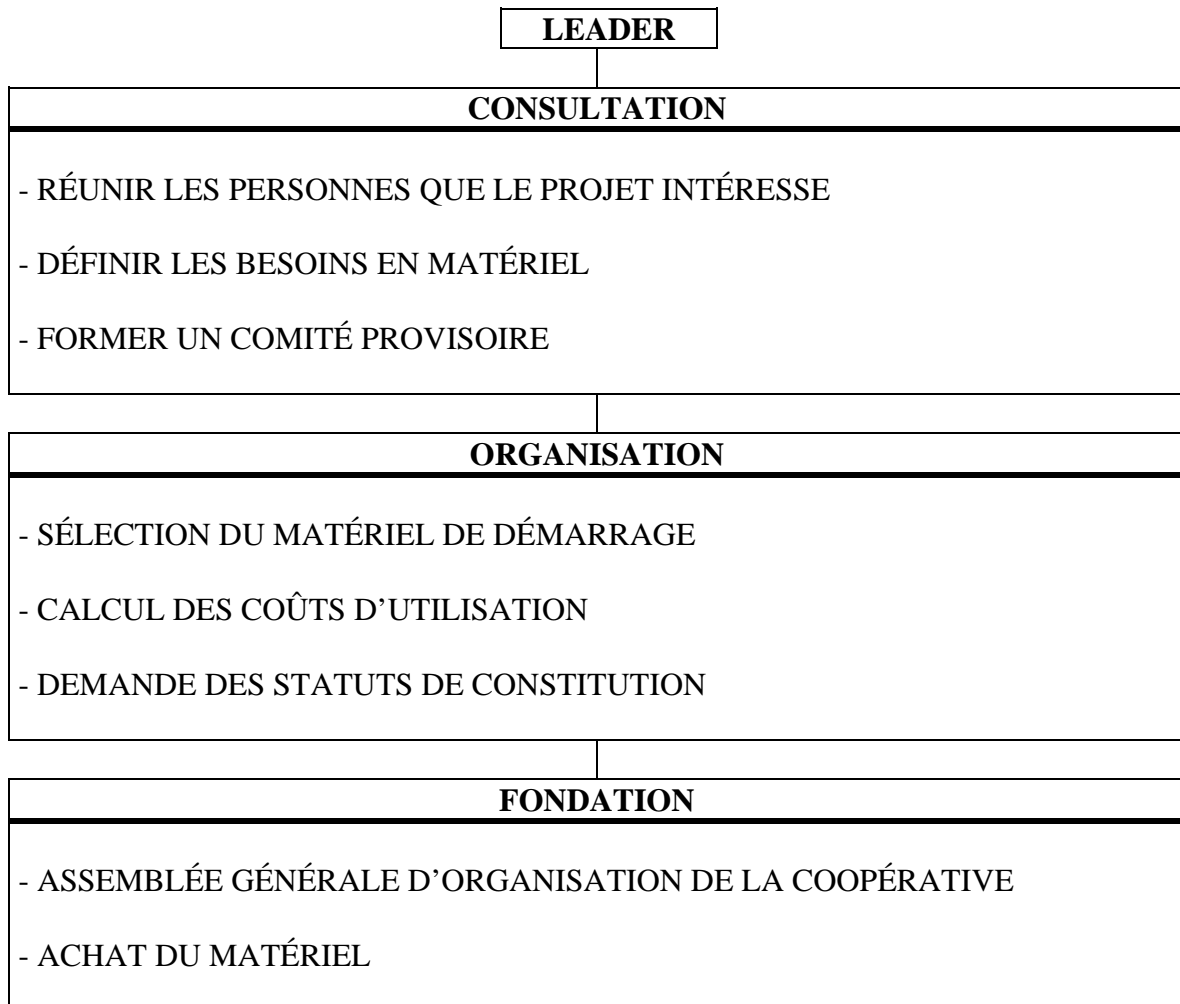 LEADER
CONSULTATION
- RÉUNIR LES PERSONNES QUE LE PROJET INTÉRESSE
- DÉFINIR LES BESOINS EN MATÉRIEL
- FORMER UN COMITÉ PROVISOIRE
ORGANISATION
- SÉLECTION DU MATÉRIEL DE DÉMARRAGE
- CALCUL DES COÛTS D'UTILISATION
- DEMANDE DES STATUTS DE CONSTITUTION
FONDATION
- ASSEMBLÉE GÉNÉRALE D'ORGANISATION DE LA COOPÉRATIVE
- ACHAT DU MATÉRIEL